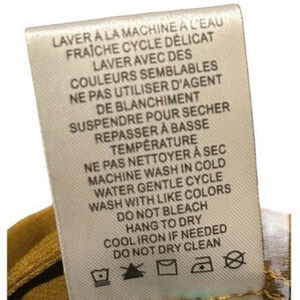 LAVER À LA MACHINE À L'EAU
FRAÎCHE CYCLE DÉLICAT
LAVER AVEC DES
COULEURS SEMBLABLES
NE PAS UTILISER D'AGENT
DE BLANCHIMENT
SUSPENDRE POUR SECHER
REPASSER À BASSE
TEMPÉRATURE
NE PAS NETTOYER À SEC
MACHINE WASH IN COLD
WATER GENTLE CYCLE
WASH WITH LIKE COLORS
DO NOT BLEACH
HANG TO DRY
COOL IRON IF NEEDED
DO NOT DRY CLEAN